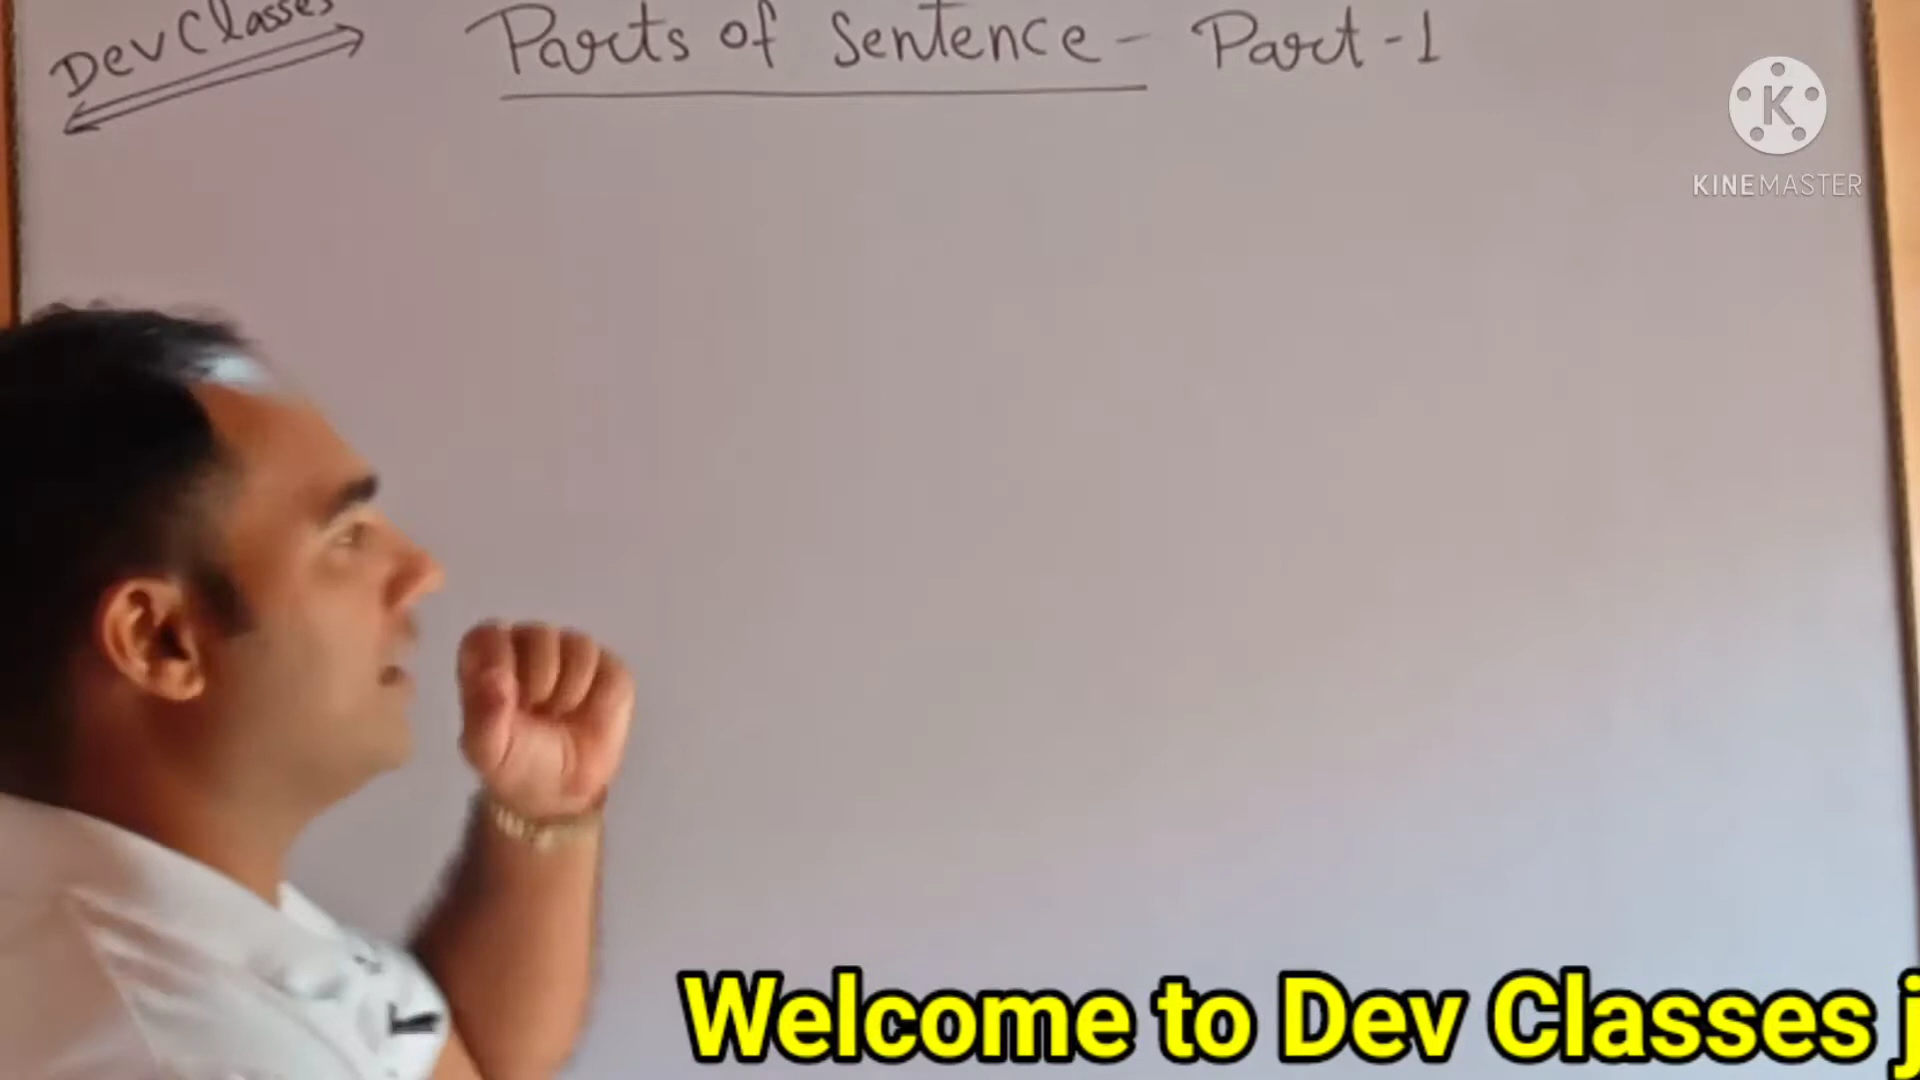 Dev Classes
Parts of Sentence - Part - 1
K
KINEMASTER
Welcome to Dev Classes j